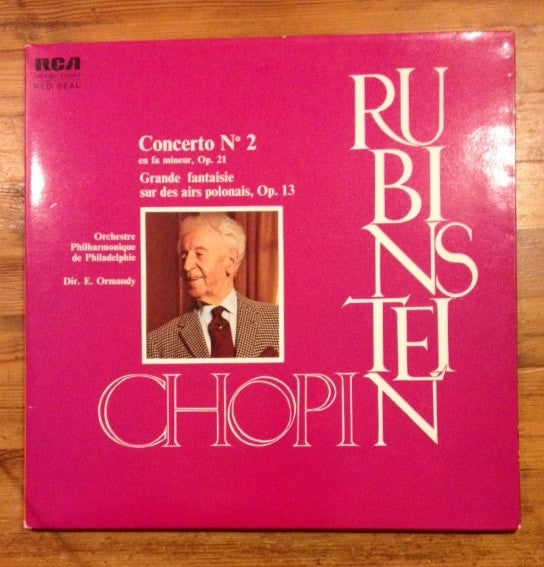 RCA
RED SEAL
Concerto Nº 2
en fa mineur, Op. 21
Grande fantaisie
sur des airs polonais, Op. 13
Orchestre
Philharmonique
de Philadelphie
Dir. E. Ormandy
RU
BI
NS
TEI
N
CHOPIN